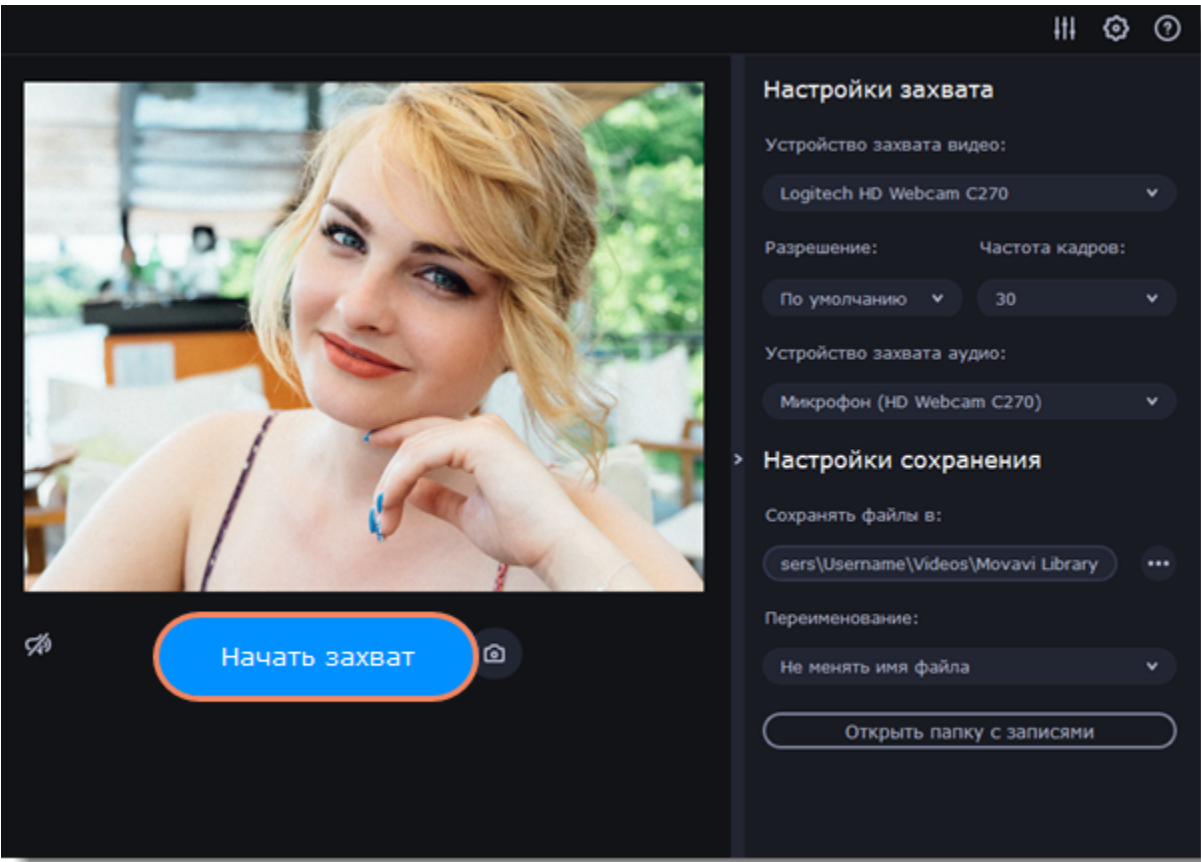 Настройки захвата
Устройство захвата видео:
Logitech HD Webcam C270
Разрешение: Частота кадров:
По умолчанию 30
Устройство захвата аудио:
Микрофон (HD Webcam C270)
Настройки сохранения
Сохранять файлы в:
sers\Username\Videos\Movavi Library
Переименование:
Начать захват
Не менять имя файла
Открыть папку с записями